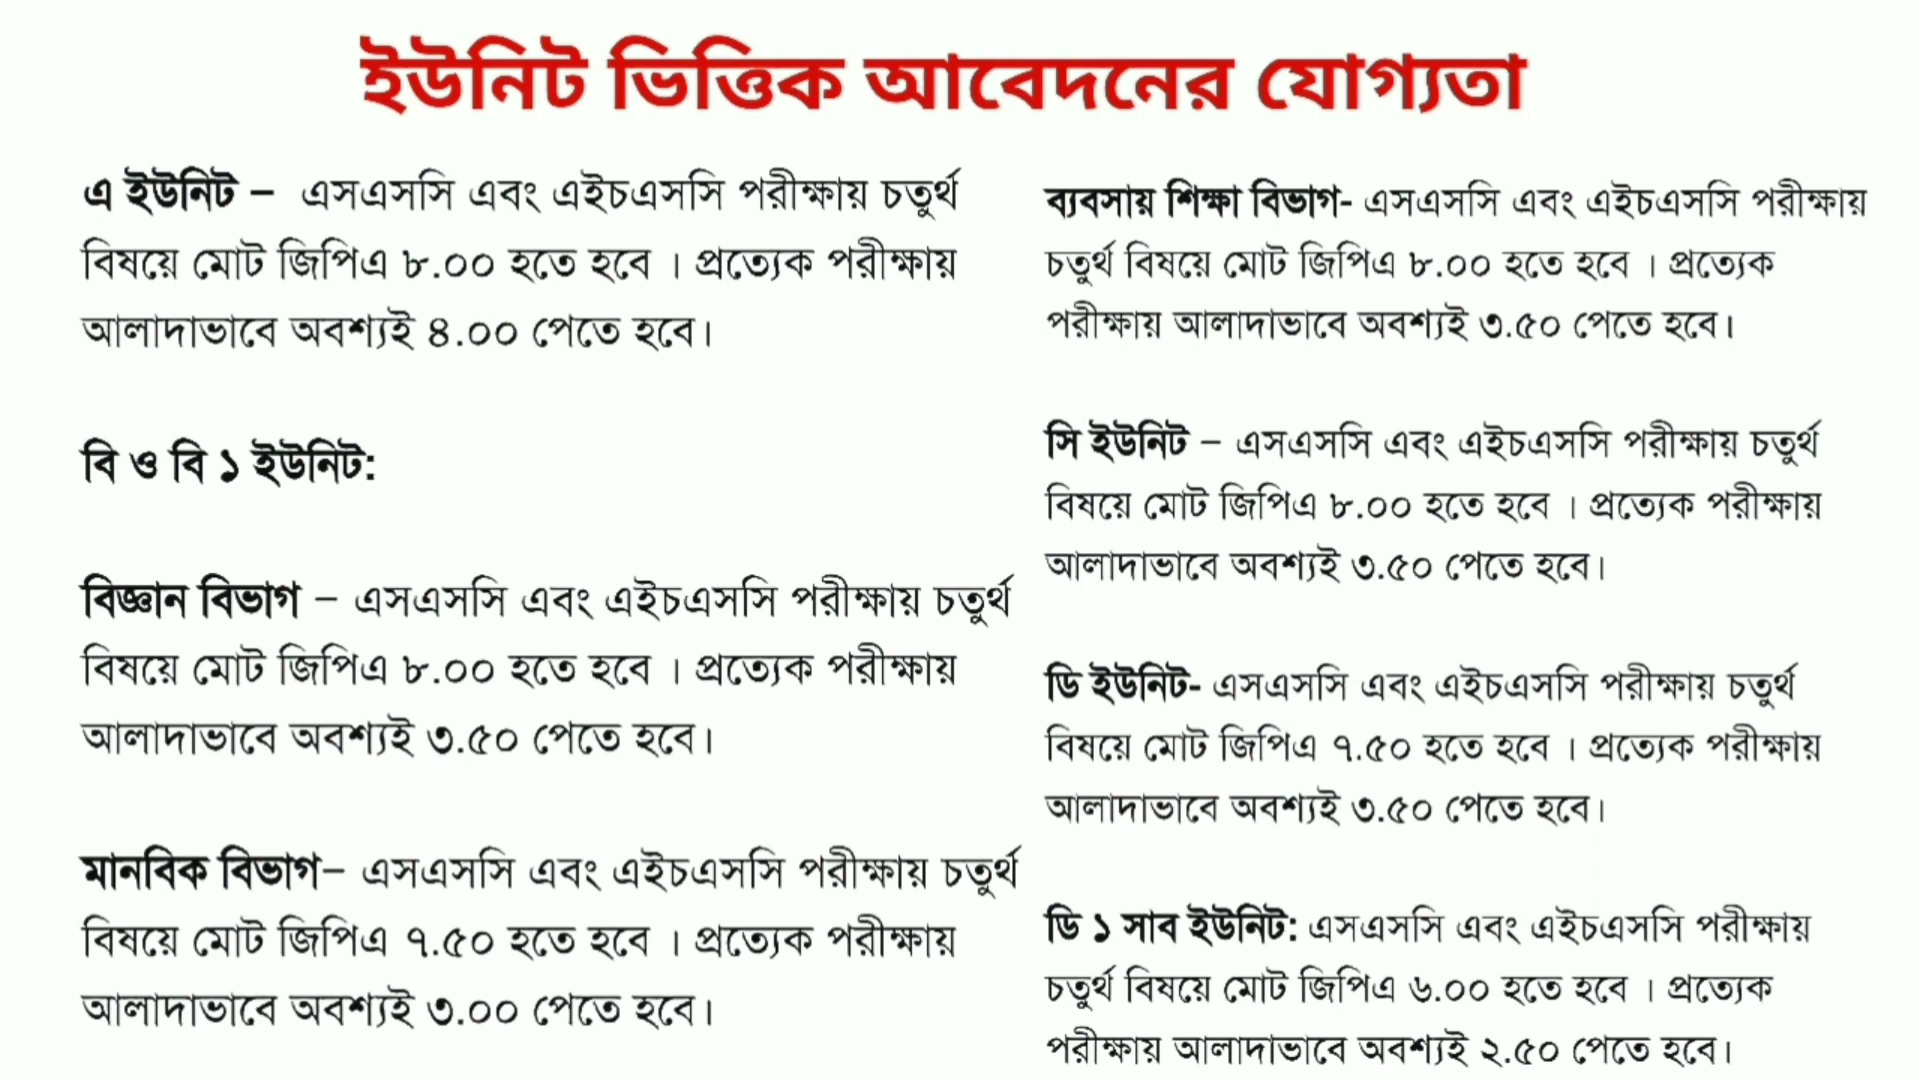 ইউনিট ভিত্তিক আবেদনের যোগ্যতা
এ ইউনিট – এসএসসি এবং এইচএসসি পরীক্ষায় চতুর্থ
বিষয়ে মোট জিপিএ ৮.০০ হতে হবে । প্রত্যেক পরীক্ষায়
আলাদাভাবে অবশ্যই ৪.০০ পেতে হবে।
বি ও বি ১ ইউনিট:
বিজ্ঞান বিভাগ – এসএসসি এবং এইচএসসি পরীক্ষায় চতুর্থ
বিষয়ে মোট জিপিএ ৮.০০ হতে হবে । প্রত্যেক পরীক্ষায়
আলাদাভাবে অবশ্যই ৩.৫০ পেতে হবে।
মানবিক বিভাগ– এসএসসি এবং এইচএসসি পরীক্ষায় চতুর্থ
বিষয়ে মোট জিপিএ ৭.৫০ হতে হবে । প্রত্যেক পরীক্ষায়
আলাদাভাবে অবশ্যই ৩.০০ পেতে হবে।
ব্যবসায় শিক্ষা বিভাগ- এসএসসি এবং এইচএসসি পরীক্ষায়
চতুর্থ বিষয়ে মোট জিপিএ ৮.০০ হতে হবে । প্রত্যেক
পরীক্ষায় আলাদাভাবে অবশ্যই ৩.৫০ পেতে হবে।
সি ইউনিট – এসএসসি এবং এইচএসসি পরীক্ষায় চতুর্থ
বিষয়ে মোট জিপিএ ৮.০০ হতে হবে । প্রত্যেক পরীক্ষায়
আলাদাভাবে অবশ্যই ৩.৫০ পেতে হবে।
ডি ইউনিট- এসএসসি এবং এইচএসসি পরীক্ষায় চতুর্থ
বিষয়ে মোট জিপিএ ৭.৫০ হতে হবে । প্রত্যেক পরীক্ষায়
আলাদাভাবে অবশ্যই ৩.৫০ পেতে হবে।
ডি ১ সাব ইউনিট: এসএসসি এবং এইচএসসি পরীক্ষায়
চতুর্থ বিষয়ে মোট জিপিএ ৬.০০ হতে হবে । প্রত্যেক
পরীক্ষায় আলাদাভাবে অবশ্যই ২.৫০ পেতে হবে।